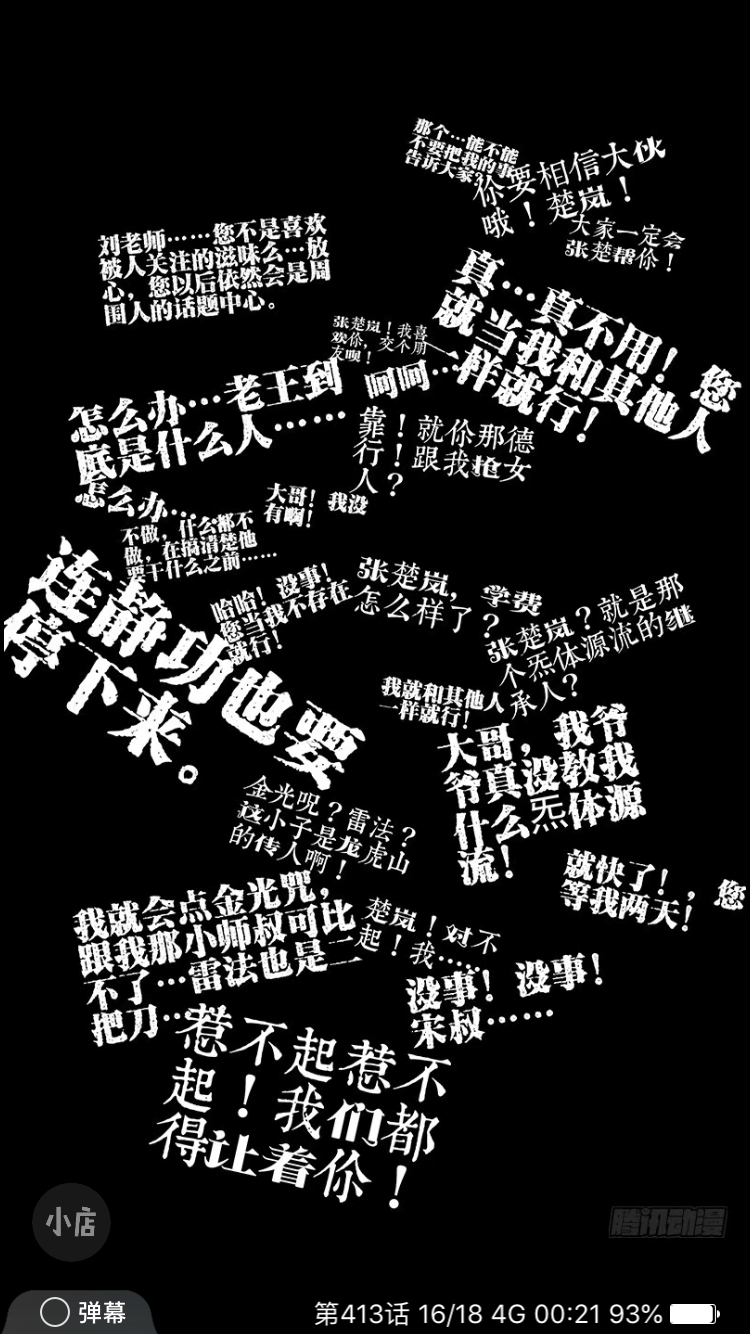 那个…能不能
不要把我的事
告诉大家？
你要相信大伙
哦！楚岚！
大家一定会
张楚帮你！
刘老师……您不是喜欢
被人关注的滋味么…放
心，您以后依然会是周
围人的话题中心。
真…真不用！您
就当我和其他人
一样就行！
张楚岚！我喜
欢你，交个朋
友呗！
呵呵…
怎么办…老王到
底是什么人……
怎么办…
靠！就你那德
行！跟我抢女
人？
大哥！我没
有啊！
不做，什么都不
做，在搞清楚他
要干什么之前……
连静功也要
停下来。
哈哈！没事！
您当我不存在
就行！
张楚岚，学费
怎么样了？
张楚岚？就是那
个炁体源流的继
承人？
我就和其他人
一样就行！
大哥，我爷
爷真没教我
什么炁体源
流！
金光咒？雷法？
这小子是龙虎山
的传人啊！
就快了！，您
等我两天！
我就会点金光咒，
跟我那小师叔可比
不了…雷法也是二
把刀…
楚岚！对不
起！我……
没事！没事！
宋叔……
惹不起惹不
起！我们都
得让着你！
小店
腾讯动漫
弹幕
第413话 16/18 4G 00:21 93%